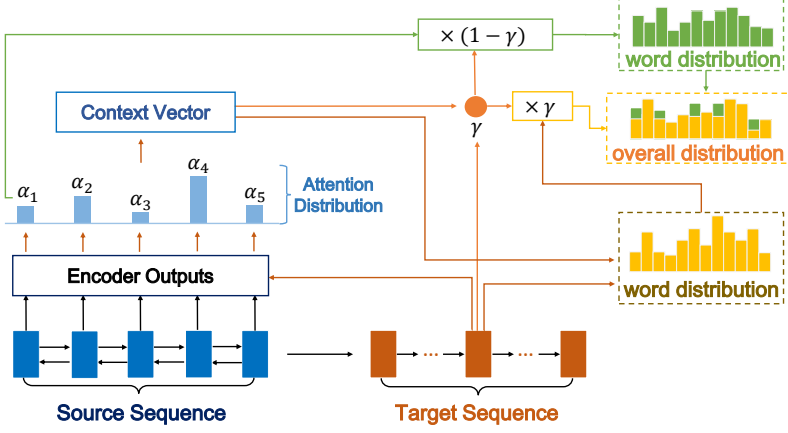 × (1 − γ)
word distribution
Context Vector
γ
× γ
overall distribution
α₁
α₂
α₃
α₄
α₅
Attention
Distribution
Encoder Outputs
word distribution
...
...
Source Sequence
Target Sequence